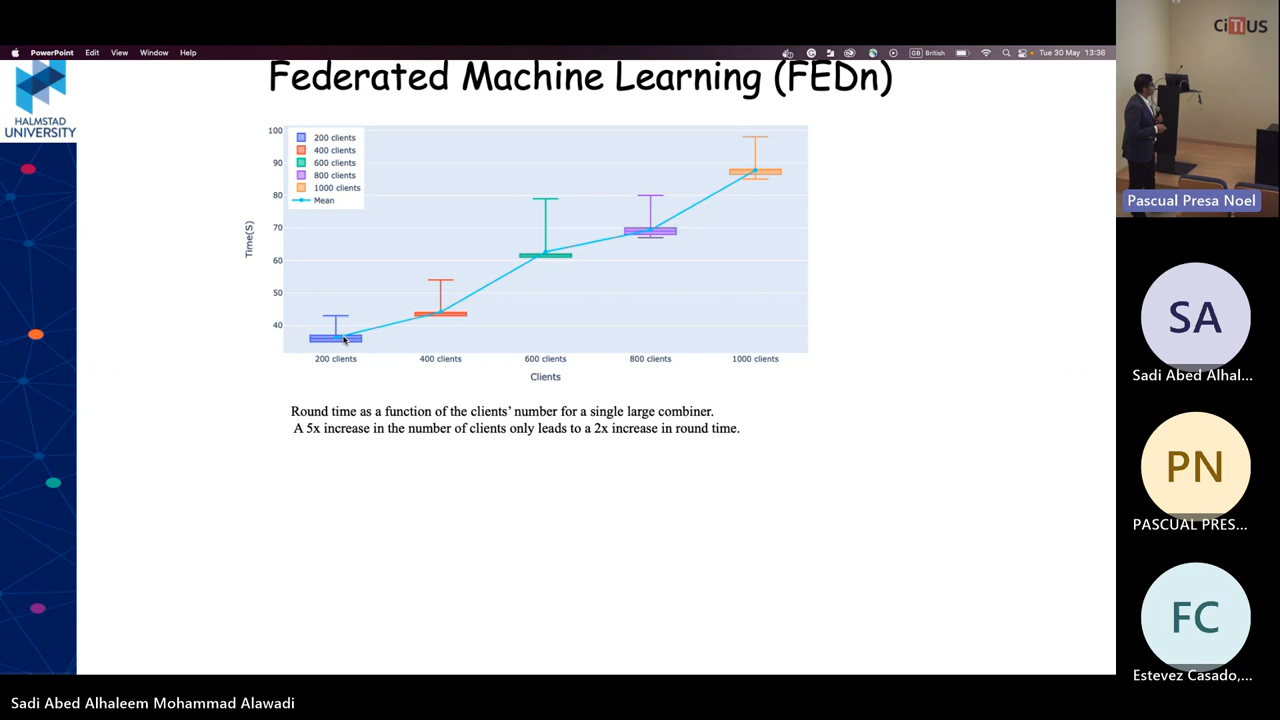 PowerPoint Edit View Window Help
GB British Tue 30 May 13:36
HALMSTAD
UNIVERSITY
Federated Machine Learning (FEDn)
200 clients
400 clients
600 clients
800 clients
1000 clients
Mean
100
90
80
70
60
50
40
Time(S)
200 clients 400 clients 600 clients 800 clients 1000 clients
Clients
Round time as a function of the clients' number for a single large combiner.
A 5x increase in the number of clients only leads to a 2x increase in round time.
CiTIUS
Pascual Presa Noel
SA
Sadi Abed Alhal...
PN
PASCUAL PRES...
FC
Estevez Casado,...
Sadi Abed Alhaleem Mohammad Alawadi